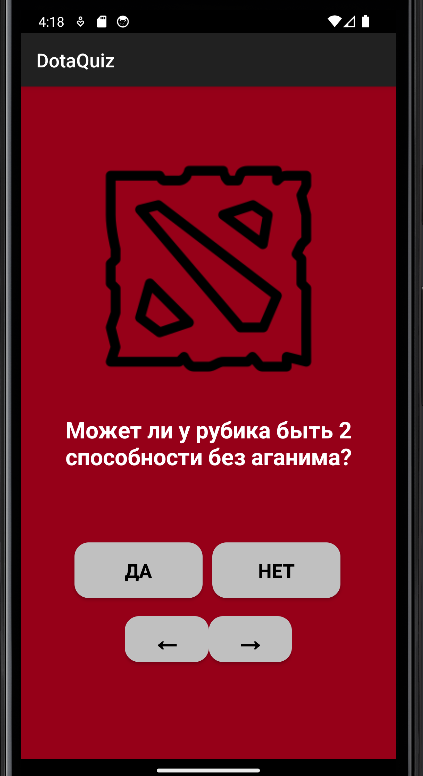 4:18
DotaQuiz
Может ли у рубика быть 2
способности без аганима?
ДА НЕТ
← →